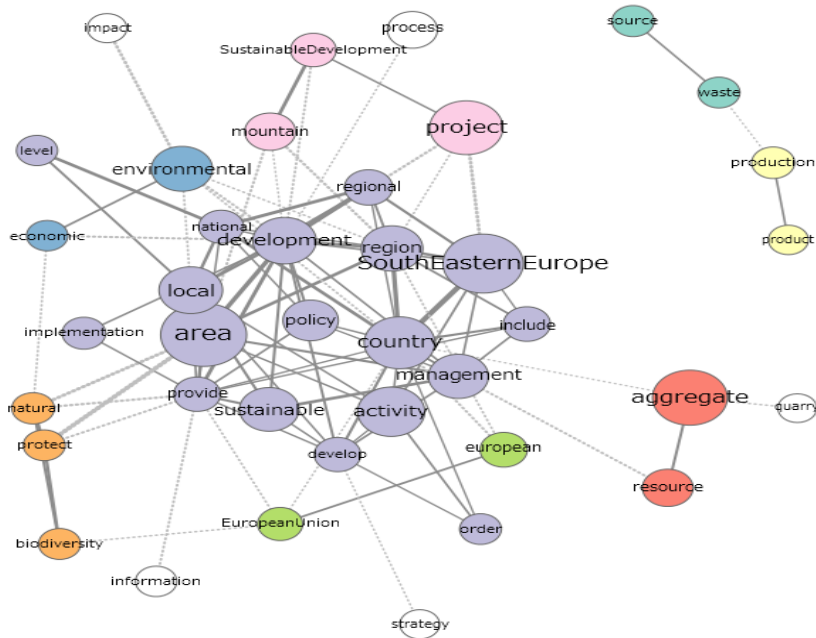 source
impact
process
SustainableDevelopment
waste
mountain
project
level
environmental
production
regional
national
economic
development
region
product
SouthEasternEurope
local
policy
include
implementation
area
country
management
provide
aggregate
natural
sustainable
activity
quarry
protect
develop
european
resource
EuropeanUnion
order
biodiversity
information
strategy